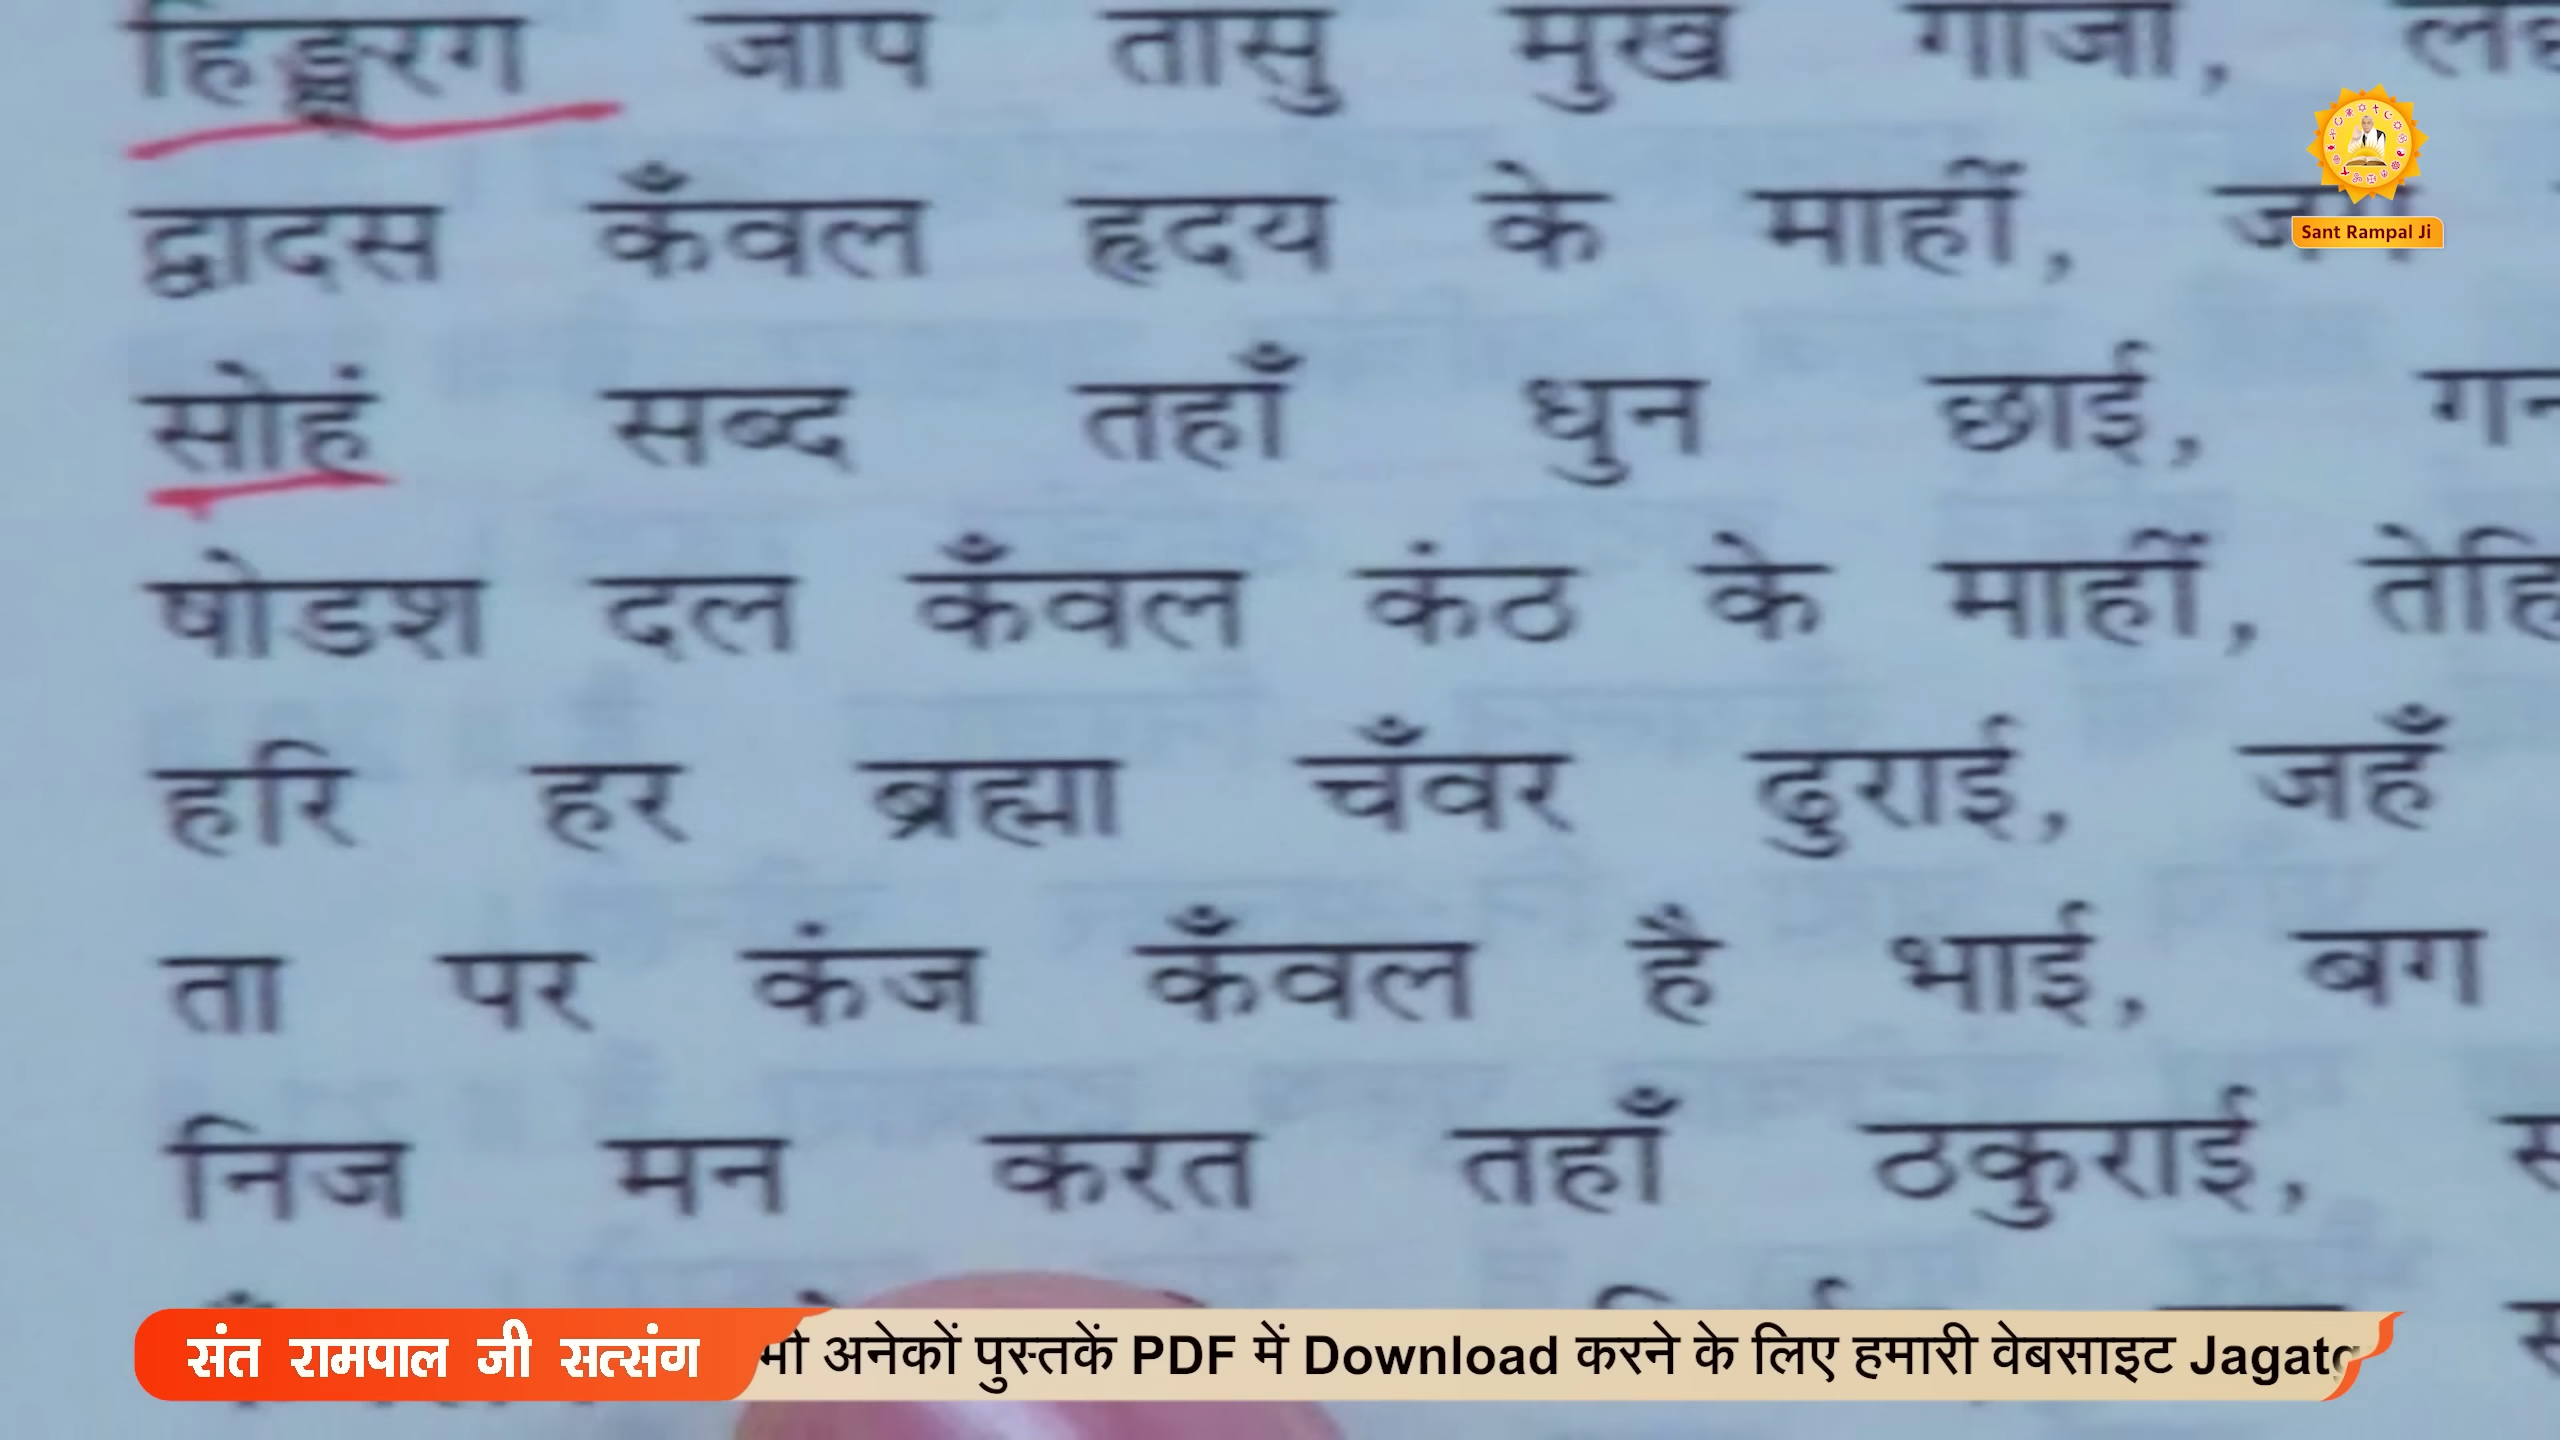 जाप तासु मुख गाजा,
द्वादस कँवल हृदय के माहीं,
सोहं सब्द तहाँ धुन छाई,
षोडश दल कँवल कंठ के माहीं, तेहि
हरि हर ब्रह्मा चँवर ढुराई, जहँ
ता पर कंज कँवल है भाई, बग
निज मन करत तहाँ ठकुराई,
Sant Rampal Ji
संत रामपाल जी सत्संग
अनेकों पुस्तकें PDF में Download करने के लिए हमारी वेबसाइट Jagatg